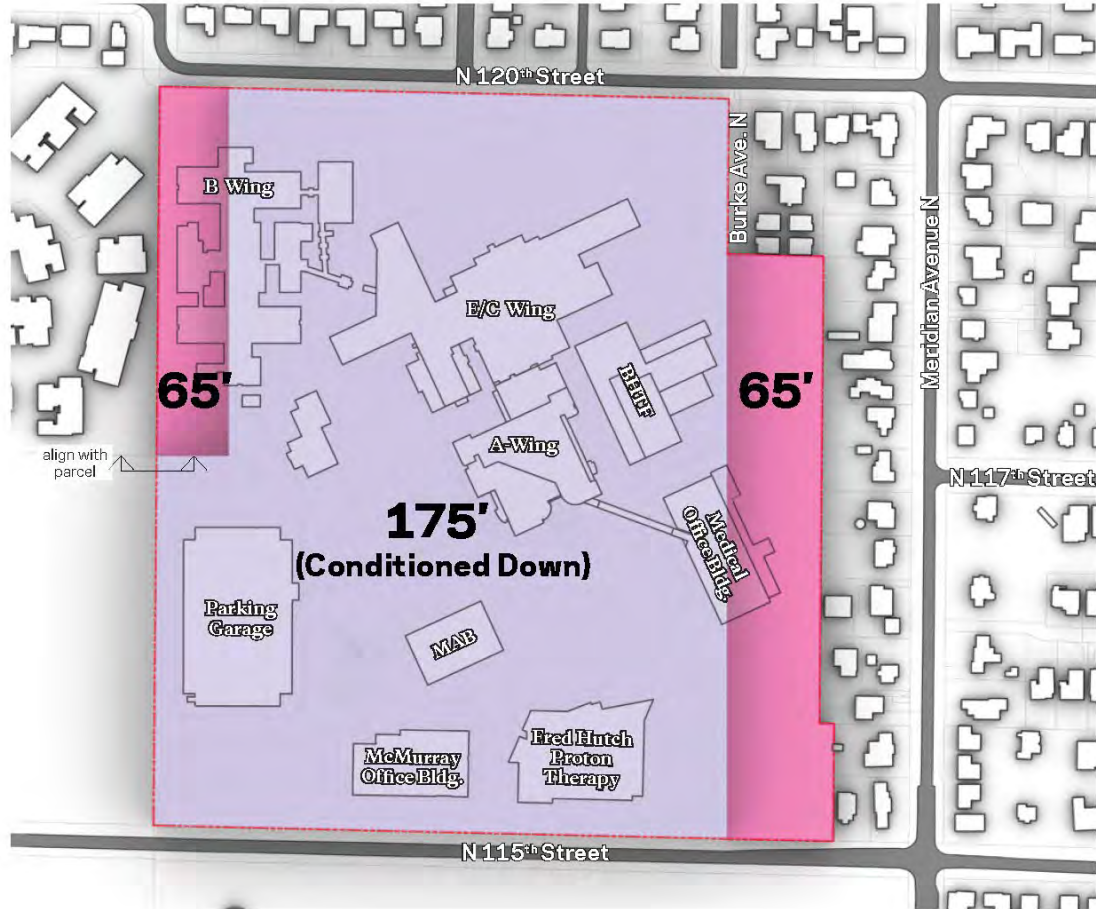 N 120th Street
Burke Ave. N
Meridian Avenue N
B Wing
E/C Wing
BHTF
65'
65'
A-Wing
align with
parcel
N 117th Street
175'
(Conditioned Down)
Medical
Office Bldg.
Parking
Garage
MAB
McMurray
Office Bldg.
Fred Hutch
Proton
Therapy
N 115th Street